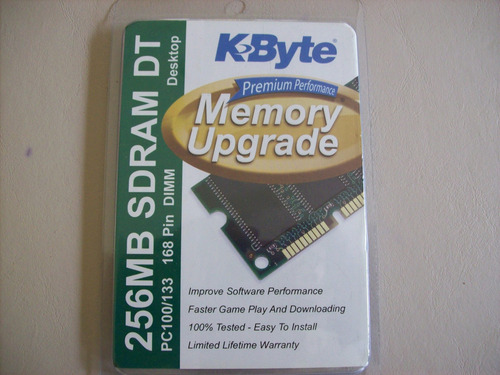 KByte®
Premium Performance
Memory
Upgrade
256MB SDRAM DT
Desktop
PC100/133 168 Pin DIMM
Improve Software Performance
Faster Game Play And Downloading
100% Tested - Easy To Install
Limited Lifetime Warranty